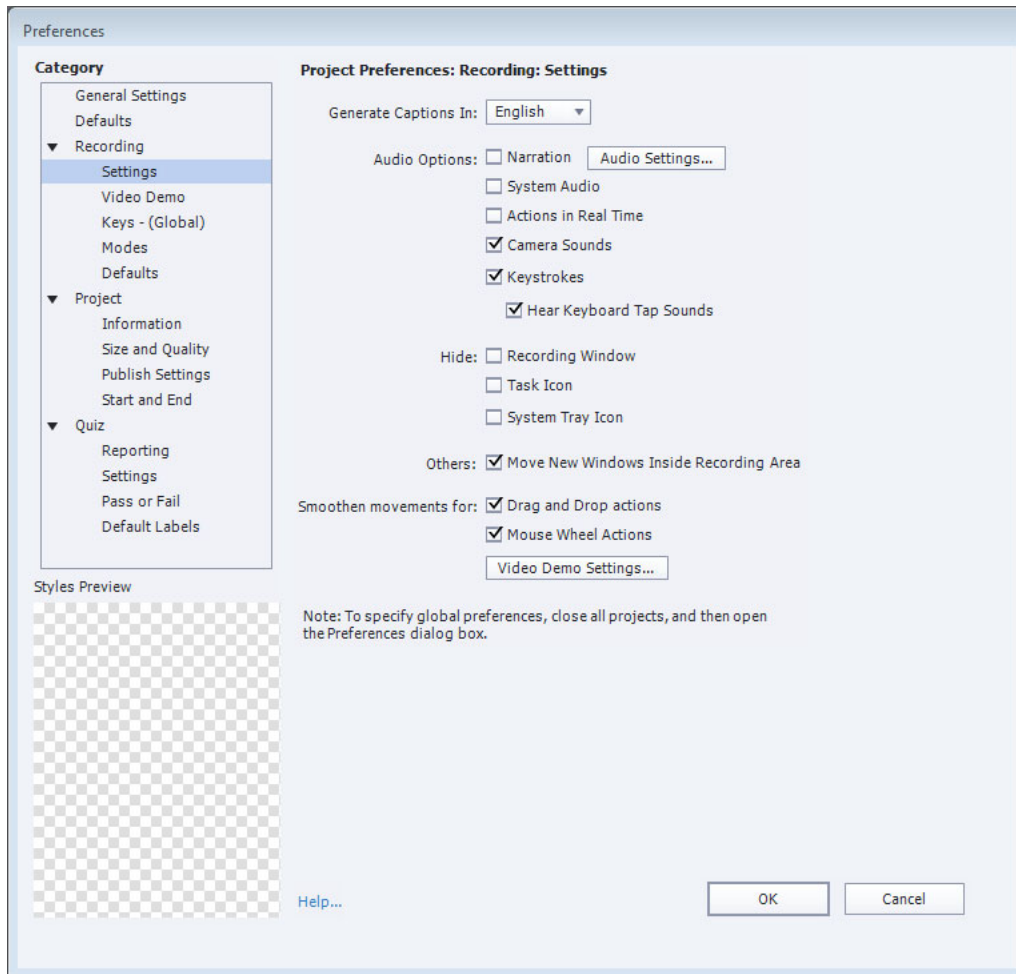 Preferences
Category
General Settings
Defaults
Recording
Settings
Video Demo
Keys - (Global)
Modes
Defaults
Project
Information
Size and Quality
Publish Settings
Start and End
Quiz
Reporting
Settings
Pass or Fail
Default Labels
Styles Preview
Project Preferences: Recording: Settings
Generate Captions In: English
Audio Options: Narration Audio Settings...
System Audio
Actions in Real Time
Camera Sounds
Keystrokes
Hear Keyboard Tap Sounds
Hide: Recording Window
Task Icon
System Tray Icon
Others: Move New Windows Inside Recording Area
Smoothen movements for: Drag and Drop actions
Mouse Wheel Actions
Video Demo Settings...
Note: To specify global preferences, close all projects, and then open
the Preferences dialog box.
Help...
OK
Cancel